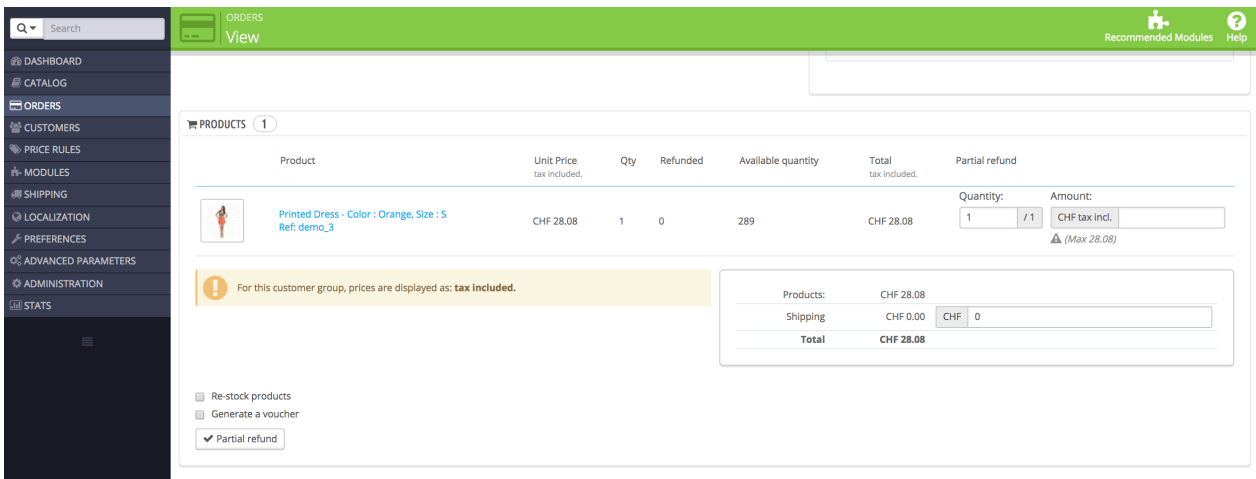 Search
ORDERS
View
Recommended Modules
Help
DASHBOARD
CATALOG
ORDERS
CUSTOMERS
PRICE RULES
MODULES
SHIPPING
LOCALIZATION
PREFERENCES
ADVANCED PARAMETERS
ADMINISTRATION
STATS
PRODUCTS 1
Product Unit Price Qty Refunded Available quantity Total Partial refund
tax included. tax included.
Quantity: Amount:
Printed Dress - Color : Orange, Size : S CHF 28.08 1 0 289 CHF 28.08 1 / 1 CHF tax incl.
Ref: demo_3
(Max 28.08)
For this customer group, prices are displayed as: tax included.
Products: CHF 28.08
Shipping CHF 0.00 CHF 0
Total CHF 28.08
Re-stock products
Generate a voucher
Partial refund